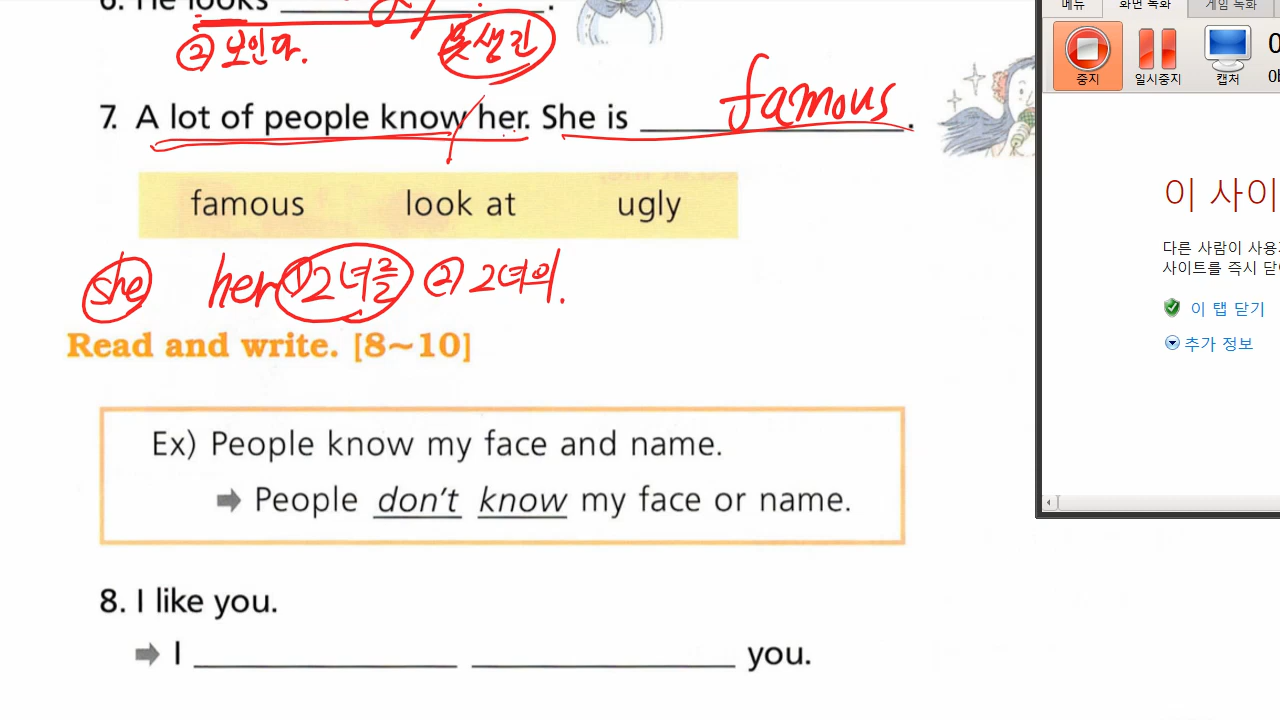 6. He looks
② 보인다. 못생긴
7. A lot of people know her. She is famous.
famous look at ugly
she her ① 그녀를 ② 그녀의.
Read and write. [8~10]
Ex) People know my face and name.
➡ People don't know my face or name.
8. I like you.
➡ I ____ ____ you.
메뉴 화면 녹화 게임 녹화
중지 일시중지 캡처
이 사이
다른 사람이 사용
사이트를 즉시 닫
이 탭 닫기
추가 정보